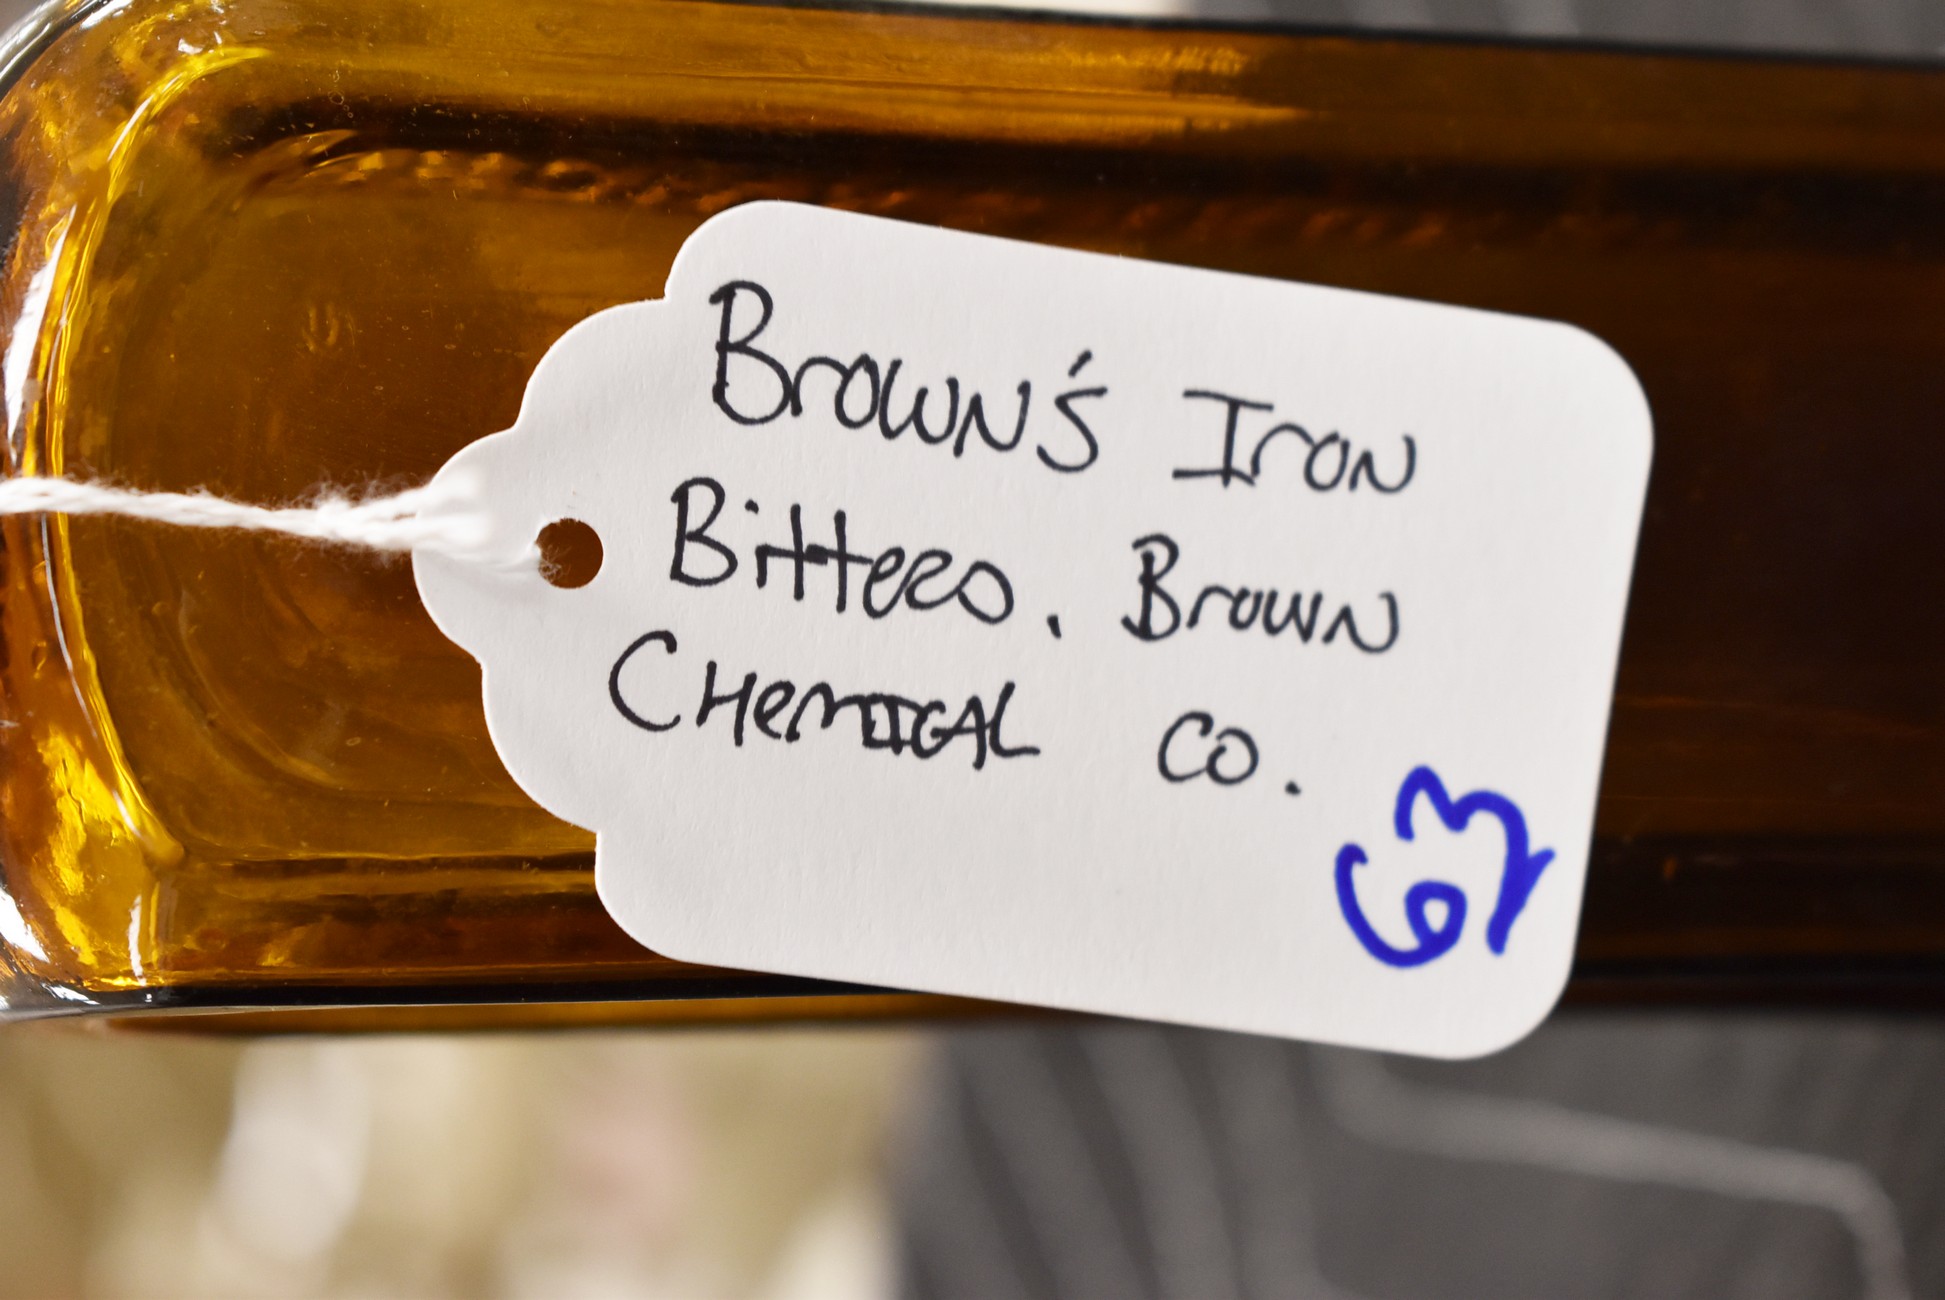 Brown's Iron
Bitters. Brown
Chemical Co.
63